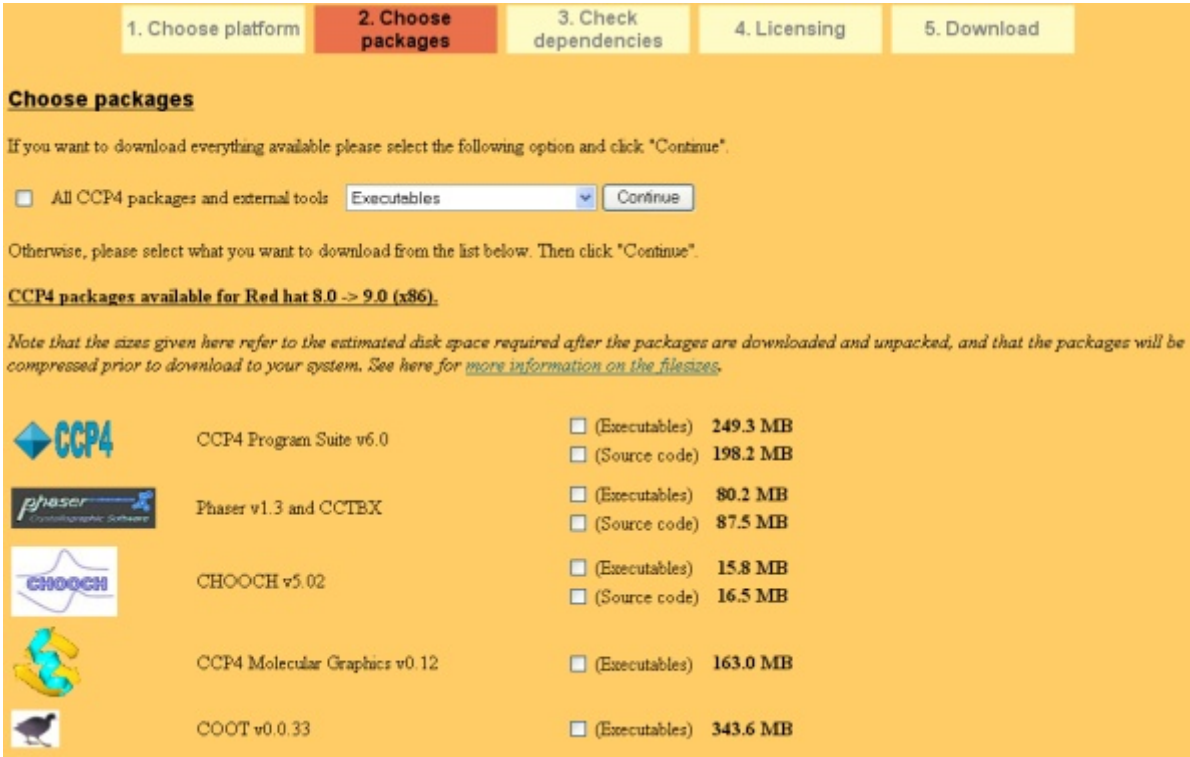 1. Choose platform
2. Choose packages
3. Check dependencies
4. Licensing
5. Download
Choose packages
If you want to download everything available please select the following option and click "Continue".
All CCP4 packages and external tools Executables Continue
Otherwise, please select what you want to download from the list below. Then click "Continue".
CCP4 packages available for Red hat 8.0 -> 9.0 (x86).
Note that the sizes given here refer to the estimated disk space required after the packages are downloaded and unpacked, and that the packages will be
compressed prior to download to your system. See here for more information on the filesizes.
CCP4 CCP4 Program Suite v6.0
(Executables) 249.3 MB
(Source code) 198.2 MB
phaser
Crystallographic Software
Phaser v1.3 and CCTBX
(Executables) 80.2 MB
(Source code) 87.5 MB
CHOOCH CHOOCH v5.02
(Executables) 15.8 MB
(Source code) 16.5 MB
CCP4 Molecular Graphics v0.12 (Executables) 163.0 MB
COOT v0.0.33 (Executables) 343.6 MB